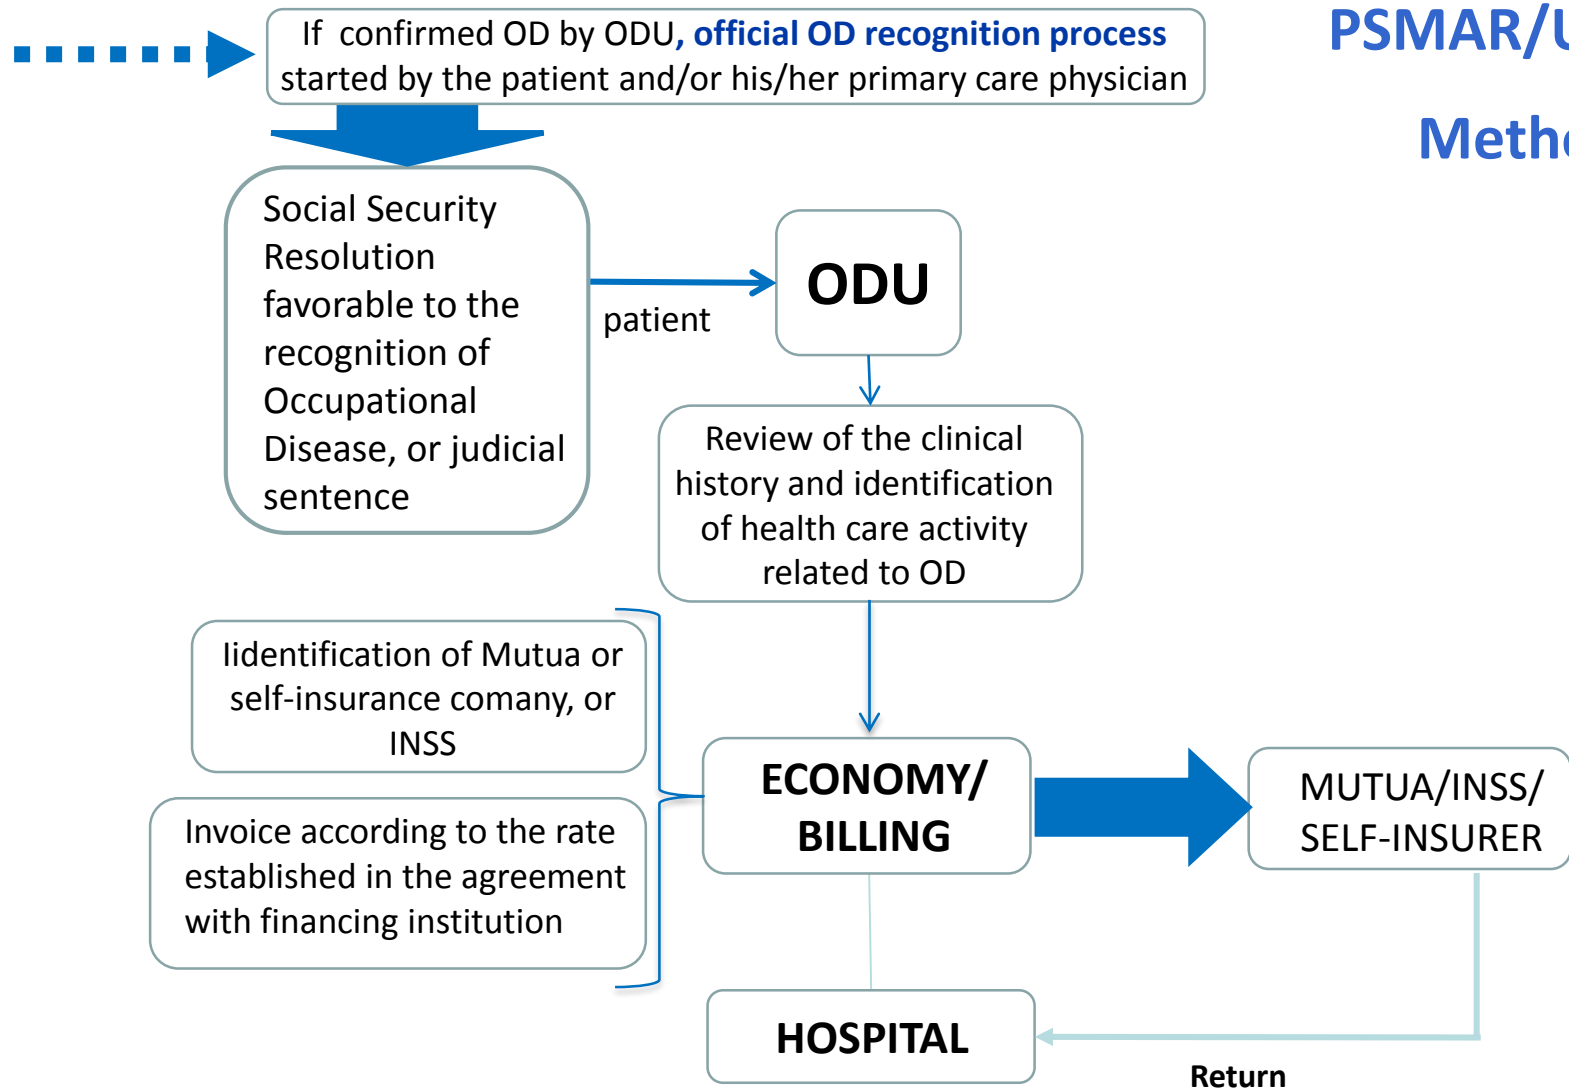 If confirmed OD by ODU, official OD recognition process
started by the patient and/or his/her primary care physician
PSMAR/U
Metho
Social Security
Resolution
favorable to the
recognition of
Occupational
Disease, or judicial
sentence
patient
ODU
Review of the clinical
history and identification
of health care activity
related to OD
Iidentification of Mutua or
self-insurance comany, or
INSS
Invoice according to the rate
established in the agreement
with financing institution
ECONOMY/
BILLING
MUTUA/INSS/
SELF-INSURER
HOSPITAL
Return